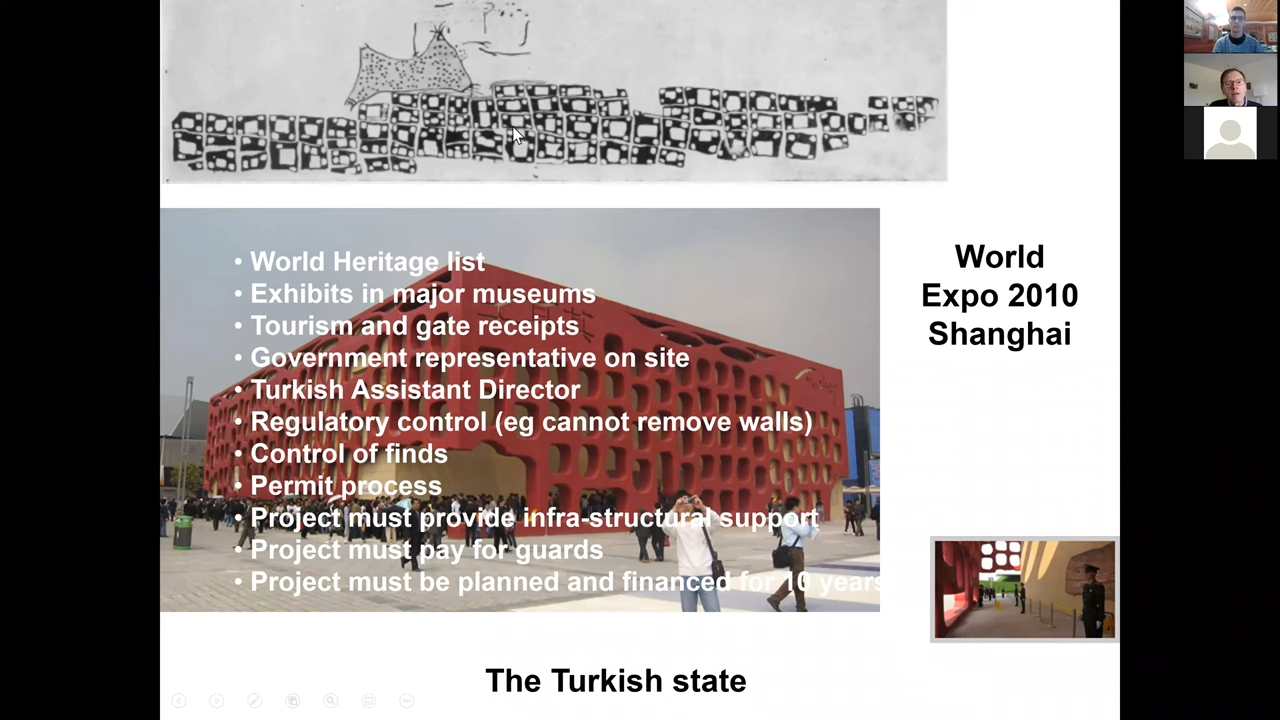 • World Heritage list
• Exhibits in major museums
• Tourism and gate receipts
• Government representative on site
• Turkish Assistant Director
• Regulatory control (eg cannot remove walls)
• Control of finds
• Permit process
• Project must provide infra-structural support
• Project must pay for guards
• Project must be planned and financed for 10 years
World
Expo 2010
Shanghai
The Turkish state